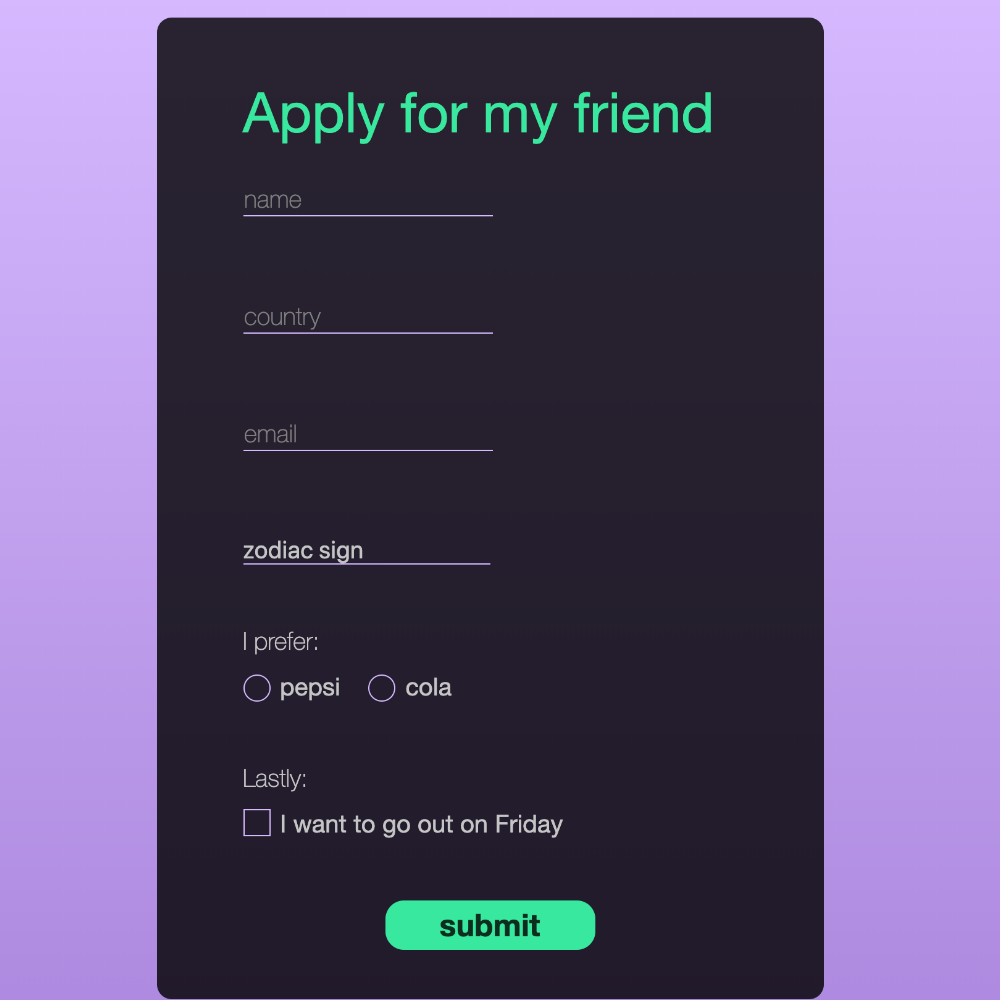 Apply for my friend
name
country
email
zodiac sign
I prefer:
pepsi cola
Lastly:
I want to go out on Friday
submit